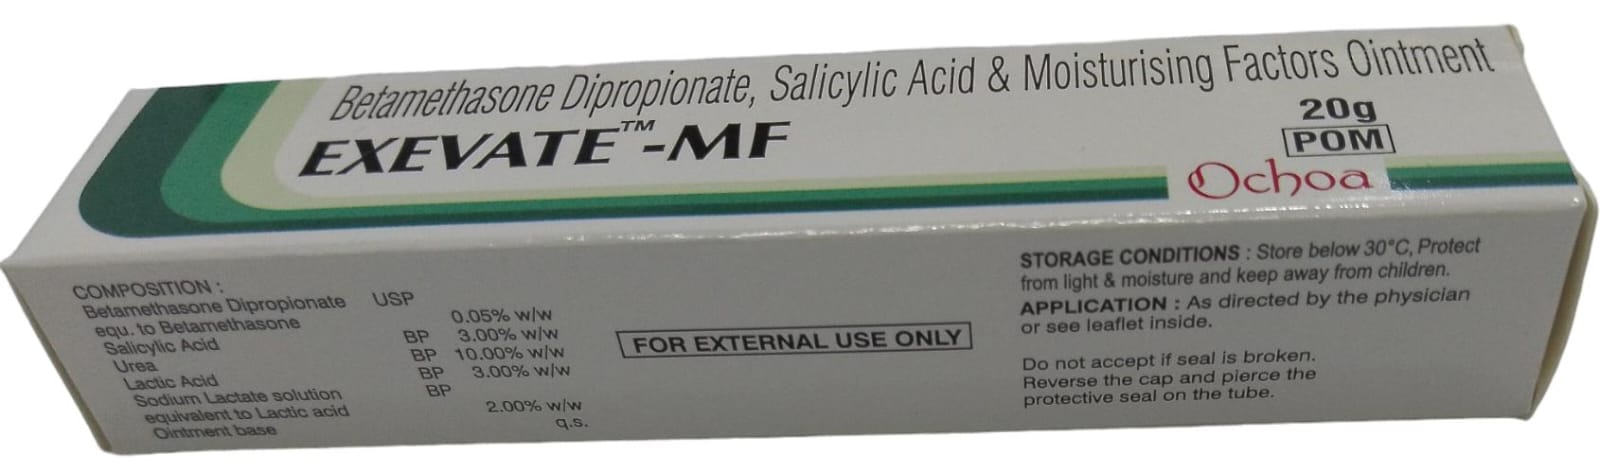 Betamethasone Dipropionate, Salicylic Acid & Moisturising Factors Ointment
EXEVATE™-MF
20g
POM
Ochoa
COMPOSITION :
Betamethasone Dipropionate USP
equ. to Betamethasone 0.05% w/w
Salicylic Acid BP 3.00% w/w
Urea BP 10.00% w/w
Lactic Acid BP 3.00% w/w
Sodium Lactate solution BP
equivalent to Lactic acid 2.00% w/w
Ointment base q.s.
FOR EXTERNAL USE ONLY
STORAGE CONDITIONS : Store below 30°C, Protect
from light & moisture and keep away from children.
APPLICATION : As directed by the physician
or see leaflet inside.
Do not accept if seal is broken.
Reverse the cap and pierce the
protective seal on the tube.